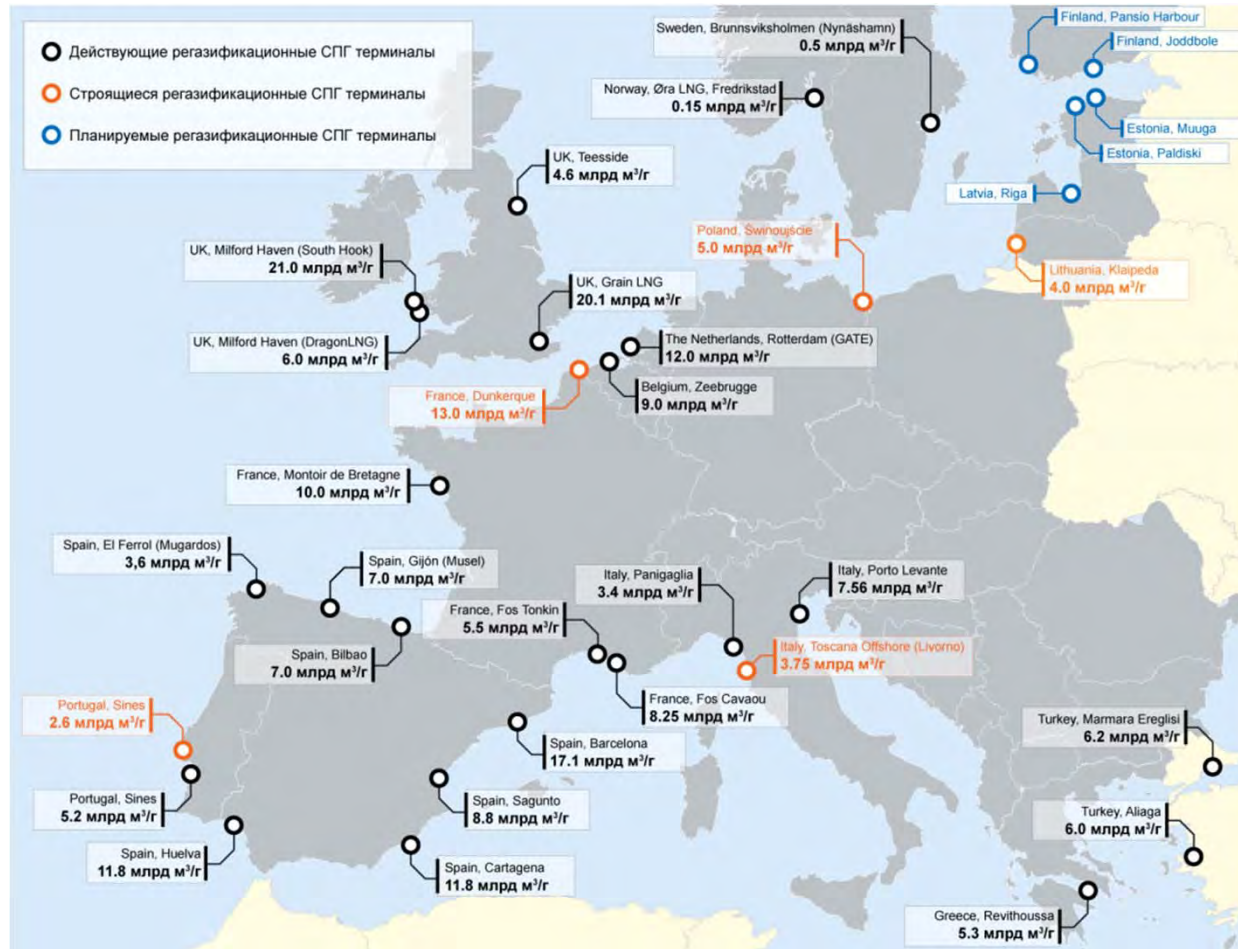 Действующие регазификационные СПГ терминалы
Строящиеся регазификационные СПГ терминалы
Планируемые регазификационные СПГ терминалы
Sweden, Brunnsviksholmen (Nynäshamn)
0.5 млрд м³/г
Finland, Pansio Harbour
Finland, Joddbole
Norway, Øra LNG, Fredrikstad
0.15 млрд м³/г
Estonia, Muuga
Estonia, Paldiski
UK, Teesside
4.6 млрд м³/г
Latvia, Riga
Poland, Swinoujście
5.0 млрд м³/г
UK, Milford Haven (South Hook)
21.0 млрд м³/г
Lithuania, Klaipeda
4.0 млрд м³/г
UK, Grain LNG
20.1 млрд м³/г
UK, Milford Haven (DragonLNG)
6.0 млрд м³/г
The Netherlands, Rotterdam (GATE)
12.0 млрд м³/г
France, Dunkerque
13.0 млрд м³/г
Belgium, Zeebrugge
9.0 млрд м³/г
France, Montoir de Bretagne
10.0 млрд м³/г
Spain, El Ferrol (Mugardos)
3,6 млрд м³/г
Spain, Gijón (Musel)
7.0 млрд м³/г
Italy, Panigaglia
3.4 млрд м³/г
Italy, Porto Levante
7.56 млрд м³/г
France, Fos Tonkin
5.5 млрд м³/г
Spain, Bilbao
7.0 млрд м³/г
Italy, Toscana Offshore (Livorno)
3.75 млрд м³/г
France, Fos Cavaou
8.25 млрд м³/г
Portugal, Sines
2.6 млрд м³/г
Turkey, Marmara Ereglisi
6.2 млрд м³/г
Spain, Barcelona
17.1 млрд м³/г
Portugal, Sines
5.2 млрд м³/г
Spain, Sagunto
8.8 млрд м³/г
Turkey, Aliaga
6.0 млрд м³/г
Spain, Huelva
11.8 млрд м³/г
Spain, Cartagena
11.8 млрд м³/г
Greece, Revithoussa
5.3 млрд м³/г